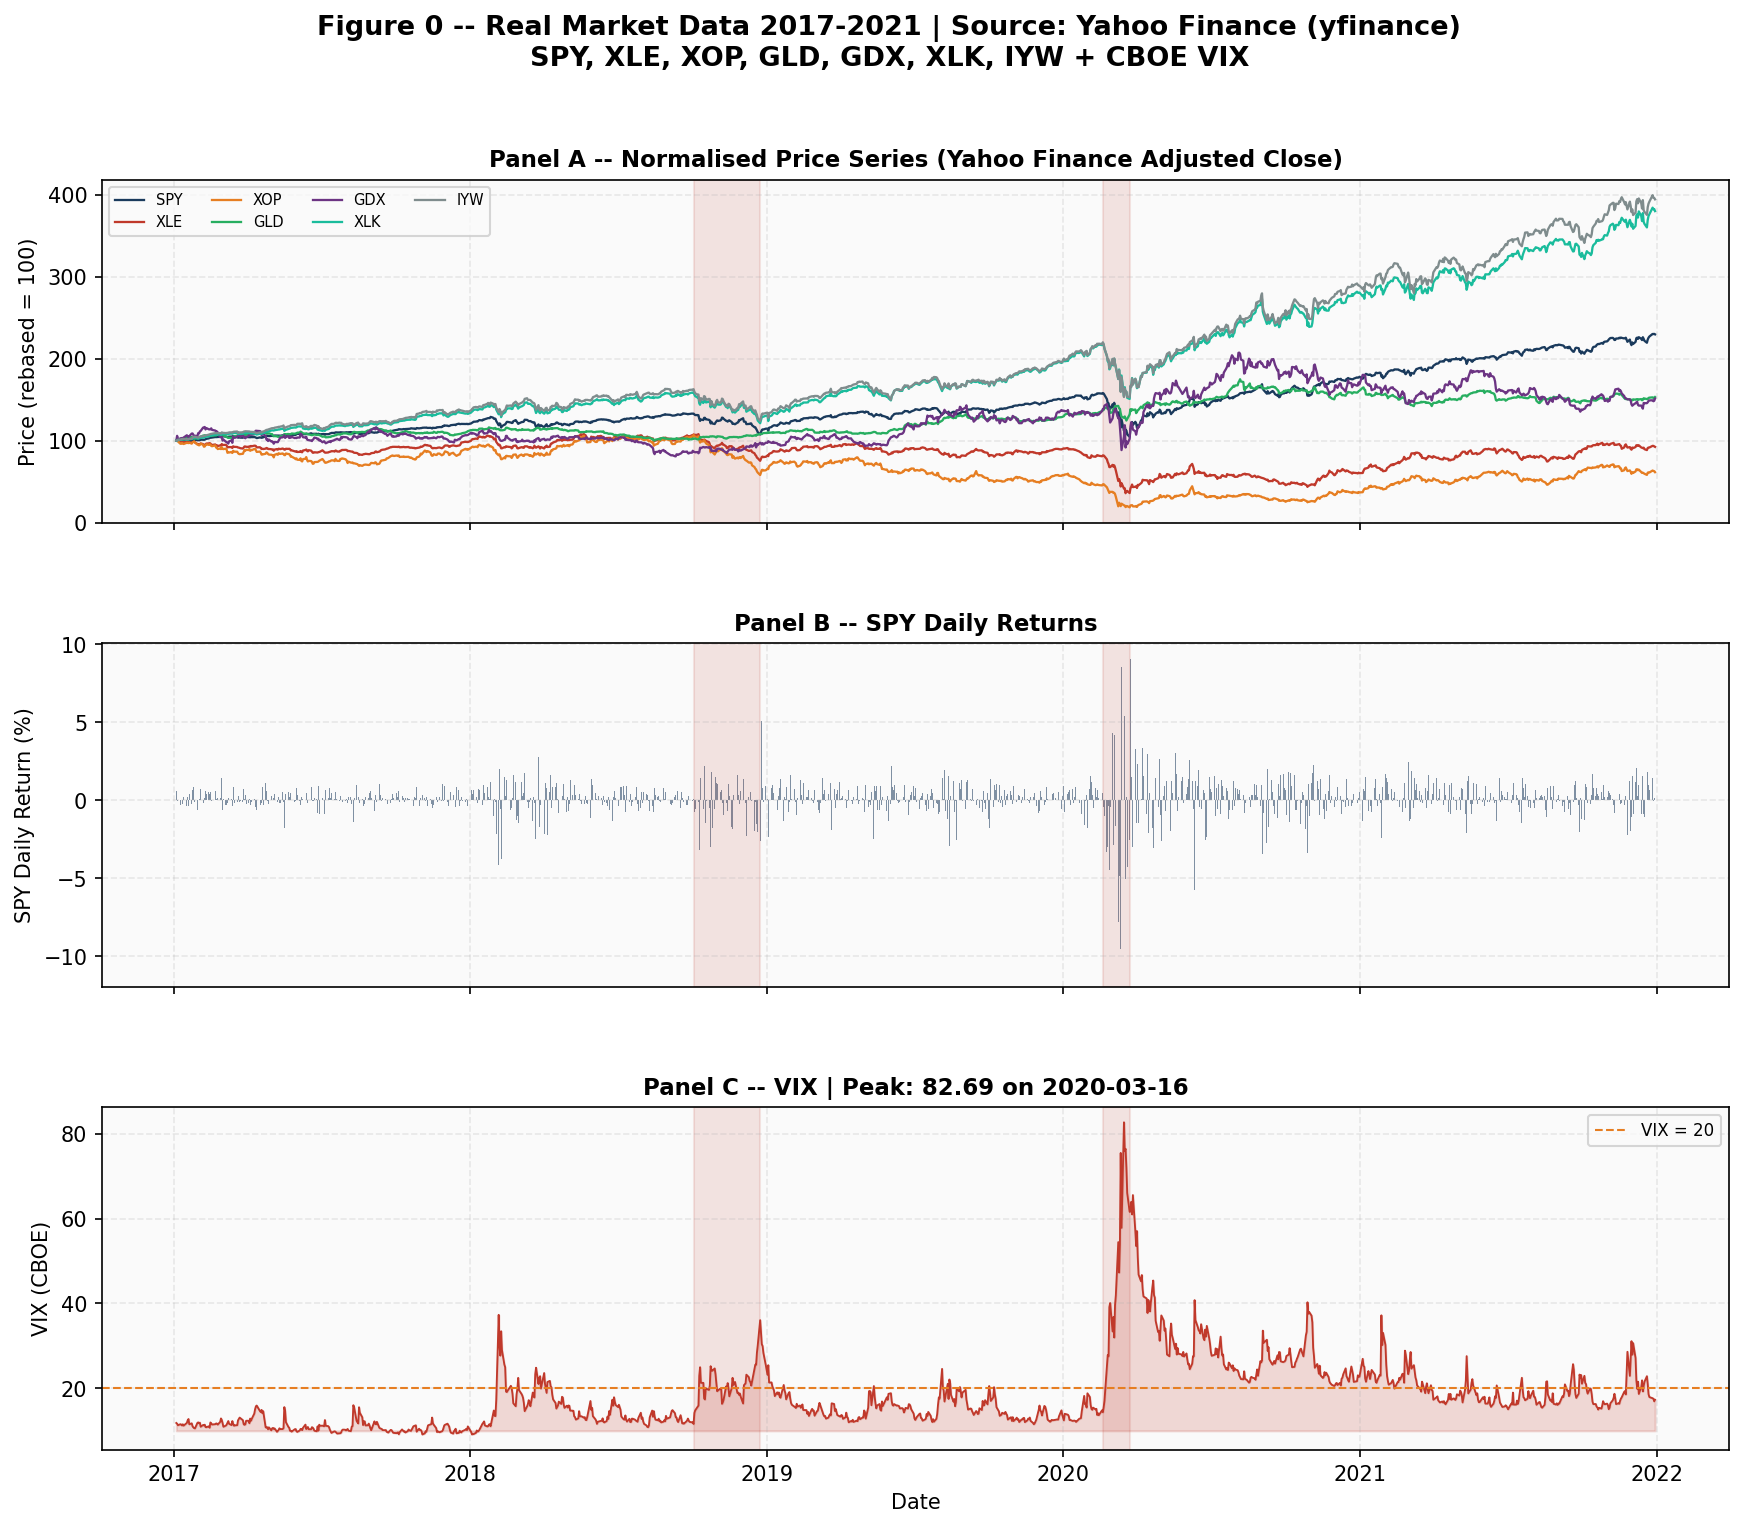 Figure 0 -- Real Market Data 2017-2021 | Source: Yahoo Finance (yfinance)
SPY, XLE, XOP, GLD, GDX, XLK, IYW + CBOE VIX
Panel A -- Normalised Price Series (Yahoo Finance Adjusted Close)
Price (rebased = 100)
400
300
200
100
0
SPY
XLE
XOP
GLD
GDX
XLK
IYW
Panel B -- SPY Daily Returns
SPY Daily Return (%)
10
5
0
−5
−10
Panel C -- VIX | Peak: 82.69 on 2020-03-16
VIX (CBOE)
80
60
40
20
VIX = 20
2017
2018
2019
2020
2021
2022
Date